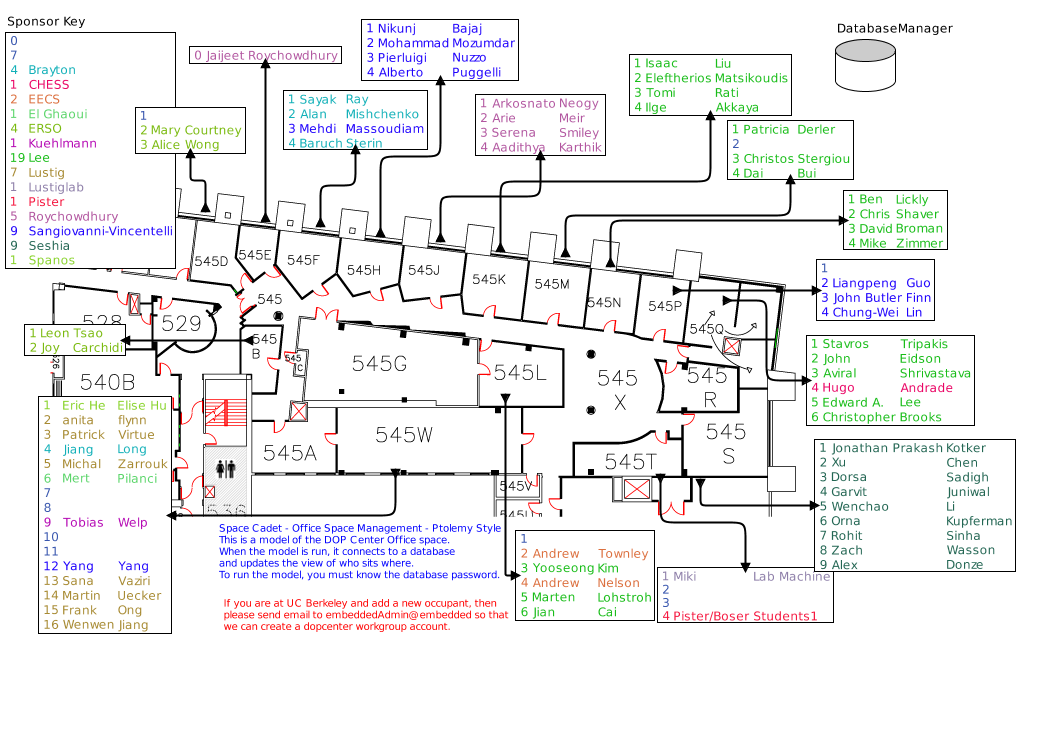 Sponsor Key
0
7
4 Brayton
1 CHESS
2 EECS
1 El Ghaoui
4 ERSO
1 Kuehlmann
19 Lee
7 Lustig
1 Lustiglab
1 Pister
5 Roychowdhury
9 Sangiovanni-Vincentelli
9 Seshia
1 Spanos
0 Jaijeet Roychowdhury
1 Nikunj Bajaj
2 Mohammad Mozumdar
3 Pierluigi Nuzzo
4 Alberto Puggelli
DatabaseManager
1
2 Mary Courtney
3 Alice Wong
1 Sayak Ray
2 Alan Mishchenko
3 Mehdi Massoudiam
4 Baruch Sterin
1 Arkosnato Neogy
2 Arie Meir
3 Serena Smiley
4 Aadithya Karthik
1 Isaac Liu
2 Eleftherios Matsikoudis
3 Tomi Rati
4 Ilge Akkaya
1 Patricia Derler
2
3 Christos Stergiou
4 Dai Bui
1 Ben Lickly
2 Chris Shaver
3 David Broman
4 Mike Zimmer
1
2 Liangpeng Guo
3 John Butler Finn
4 Chung-Wei Lin
545D
545E
545F
545H
545J
545K
545M
545N
545P
545Q
545
528
529
545
B
545
C
545G
545L
545
X
545
R
1 Leon Tsao
2 Joy Carchidi
26
540B
1 Stavros Tripakis
2 John Eidson
3 Aviral Shrivastava
4 Hugo Andrade
5 Edward A. Lee
6 Christopher Brooks
545A
545W
545T
545
S
545V
1 Eric He Elise Hu
2 anita flynn
3 Patrick Virtue
4 Jiang Long
5 Michal Zarrouk
6 Mert Pilanci
7
8
9 Tobias Welp
10
11
12 Yang Yang
13 Sana Vaziri
14 Martin Uecker
15 Frank Ong
16 Wenwen Jiang
1 Jonathan Prakash Kotker
2 Xu Chen
3 Dorsa Sadigh
4 Garvit Juniwal
5 Wenchao Li
6 Orna Kupferman
7 Rohit Sinha
8 Zach Wasson
9 Alex Donze
Space Cadet - Office Space Management - Ptolemy Style
This is a model of the DOP Center Office space.
When the model is run, it connects to a database
and updates the view of who sits where.
To run the model, you must know the database password.
If you are at UC Berkeley and add a new occupant, then
please send email to embeddedAdmin@embedded so that
we can create a dopcenter workgroup account.
1
2 Andrew Townley
3 Yooseong Kim
4 Andrew Nelson
5 Marten Lohstroh
6 Jian Cai
1 Miki Lab Machine
2
3
4 Pister/Boser Students1